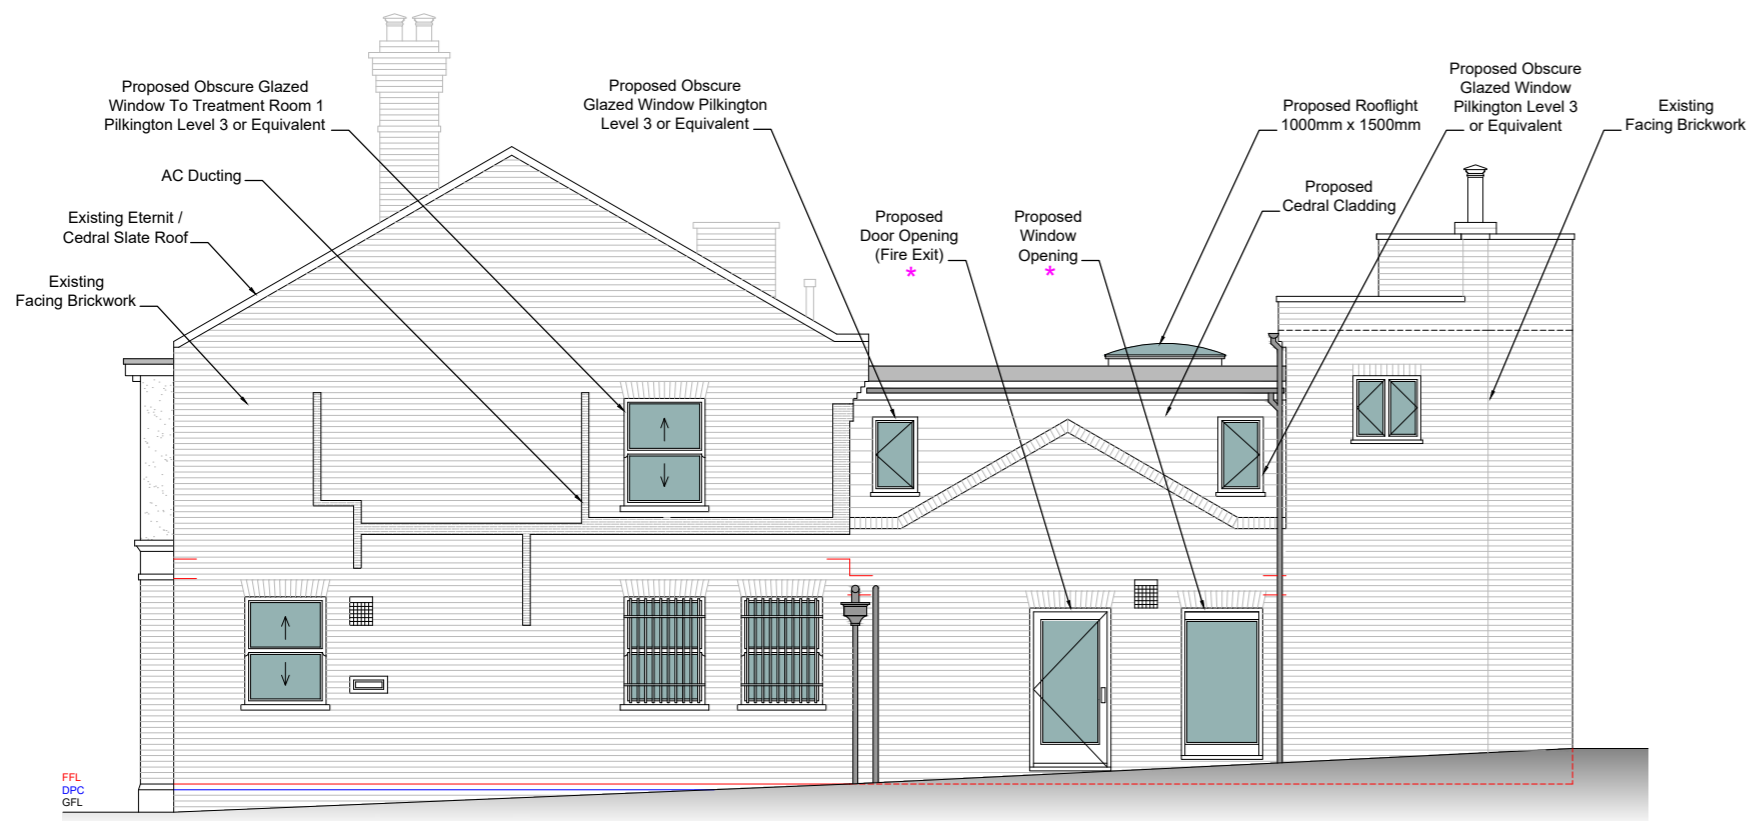 Proposed Obscure Glazed
Window To Treatment Room 1
Pilkington Level 3 or Equivalent
AC Ducting
Existing Eternit /
Cedral Slate Roof
Existing
Facing Brickwork
Proposed Obscure
Glazed Window Pilkington
Level 3 or Equivalent
Proposed
Door Opening
(Fire Exit)
*
Proposed
Window
Opening
*
Proposed Rooflight
1000mm x 1500mm
Proposed
Cedral Cladding
Proposed Obscure
Glazed Window
Pilkington Level 3
or Equivalent
Existing
Facing Brickwork
FFL
DPC
GFL